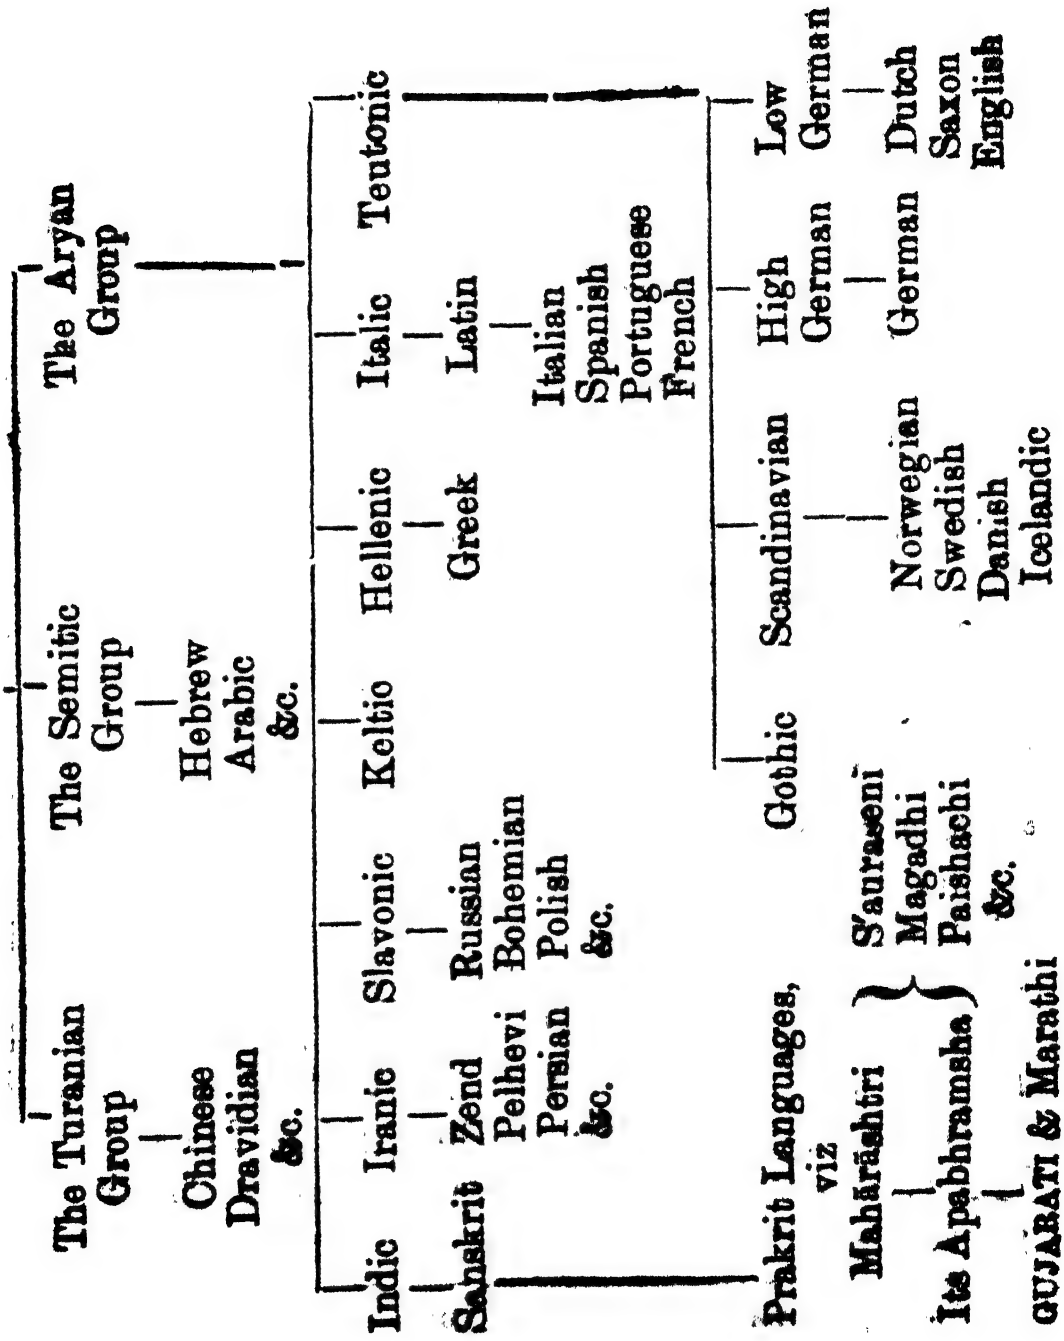 The Turanian
Group
Chinese
Dravidian
&c.
The Semitic
Group
Hebrew
Arabic
&c.
The Aryan
Group
Indic
Sanskrit
Iranic
Zend
Pelhevi
Persian
&c.
Slavonic
Russian
Bohemian
Polish
&c.
Keltio
Hellenic
Greek
Italic
Latin
Italian
Spanish
Portuguese
French
Teutonic
Prakrit Languages,
viz
Mahārāshtri
Its Apabhramsha
GUJARATI & Marathi
S'auraseni
Magadhi
Paishachi
&c.
Gothic
Scandinavian
Norwegian
Swedish
Danish
Icelandic
High
German
German
Low
German
Dutch
Saxon
English